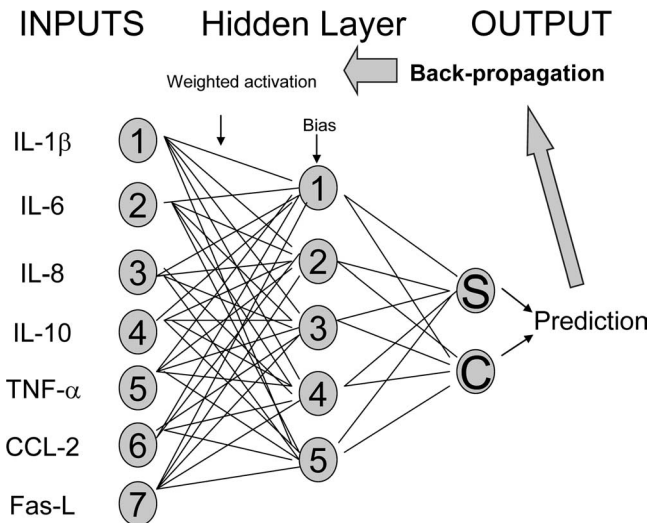 INPUTS Hidden Layer OUTPUT
Back-propagation
Weighted activation
Bias
IL-1β 1
1
IL-6 2
2
IL-8 3
S
3
IL-10 4
Prediction
C
TNF-α 5
4
CCL-2 6
5
Fas-L 7